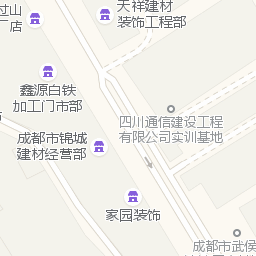 过山
店
天祥建材
装饰工程部
鑫源白铁
加工门市部
四川通信建设工程
有限公司实训基地
成都市锦城
建材经营部
家园装饰
成都市武侯